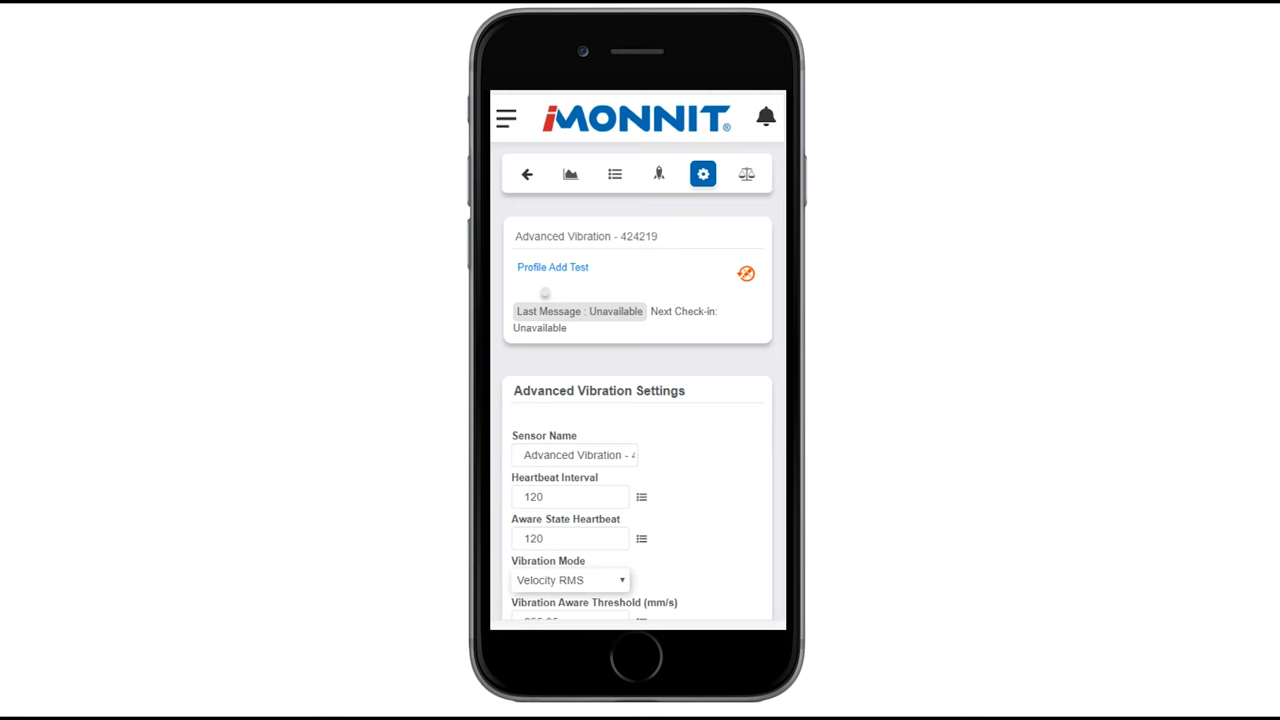 iMONNIT®
Advanced Vibration - 424219
Profile Add Test
Last Message : Unavailable Next Check-in:
Unavailable
Advanced Vibration Settings
Sensor Name
Advanced Vibration -
Heartbeat Interval
120
Aware State Heartbeat
120
Vibration Mode
Velocity RMS
Vibration Aware Threshold (mm/s)